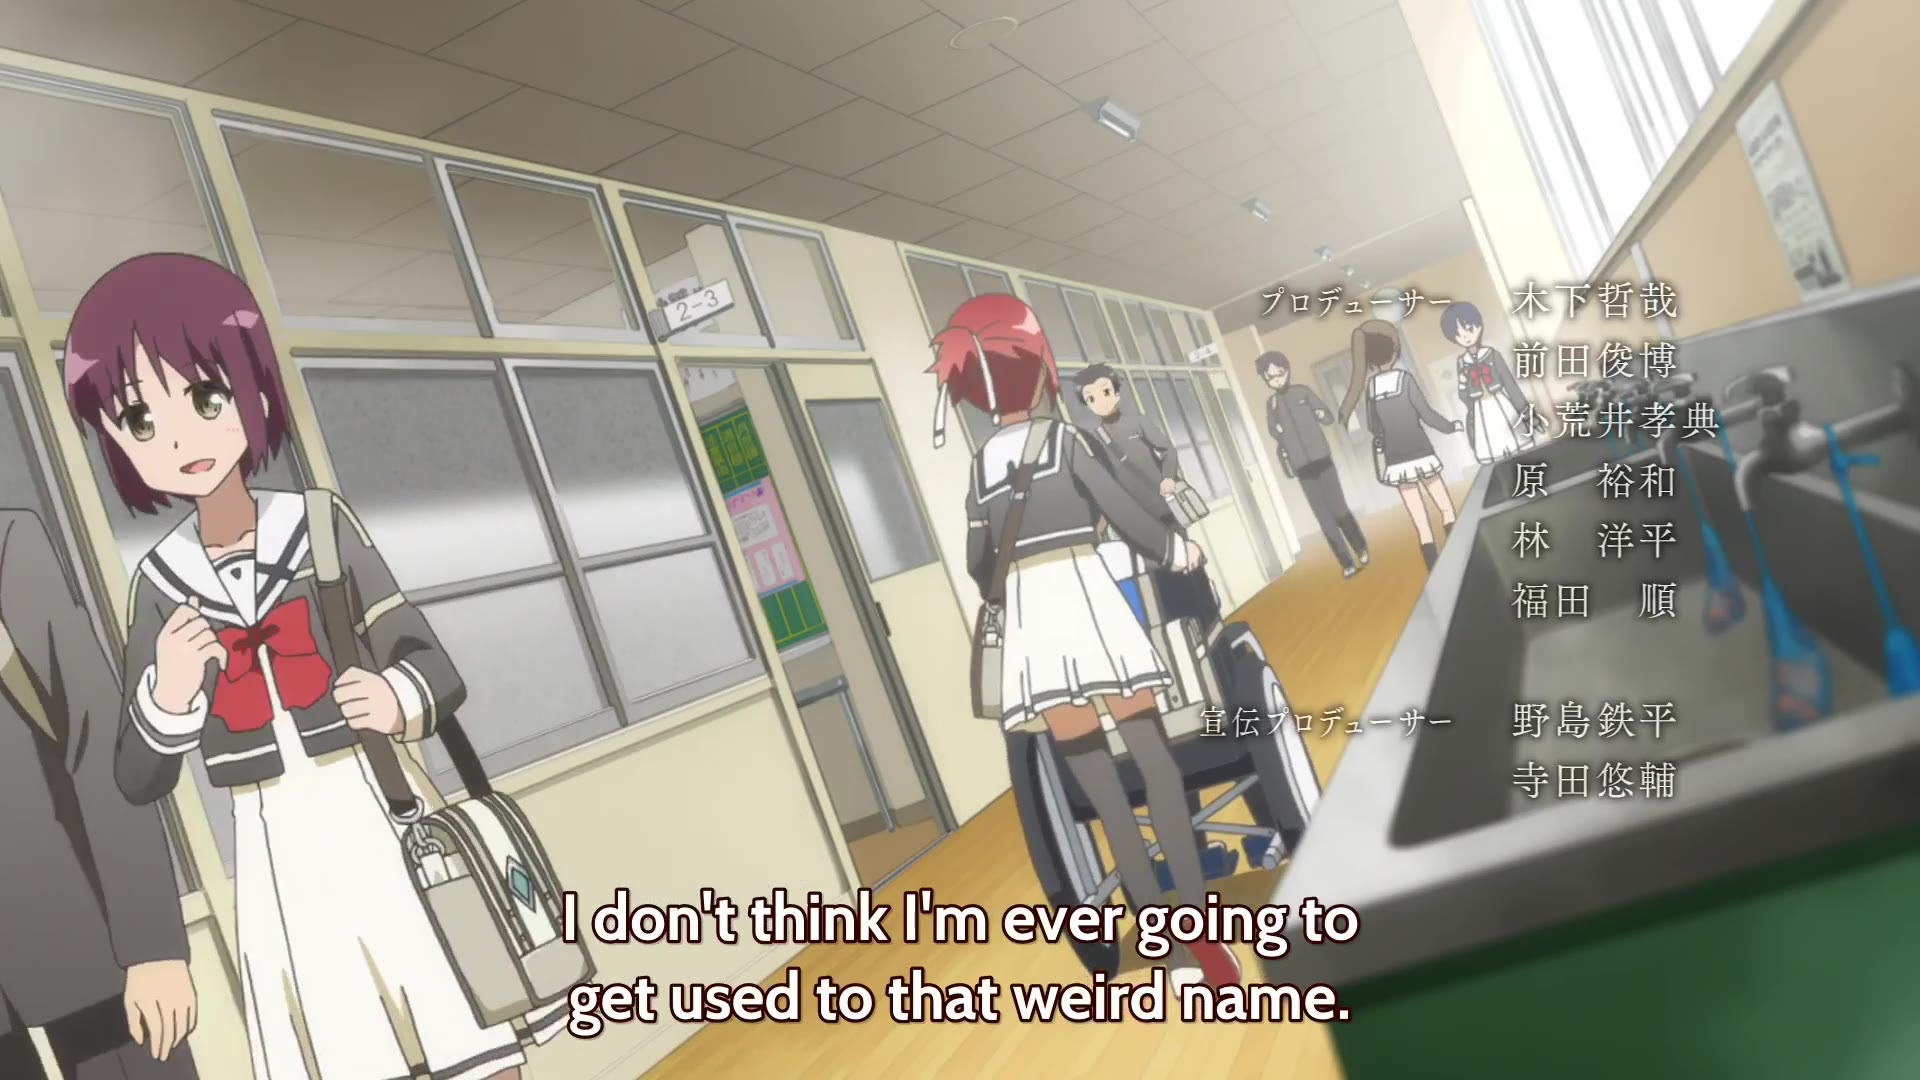 2-3
プロデューサー 木下哲哉
前田俊博
小荒井孝典
原 裕和
林 洋平
福田 順
宣伝プロデューサー 野島鉄平
寺田悠輔
I don't think I'm ever going to
get used to that weird name.